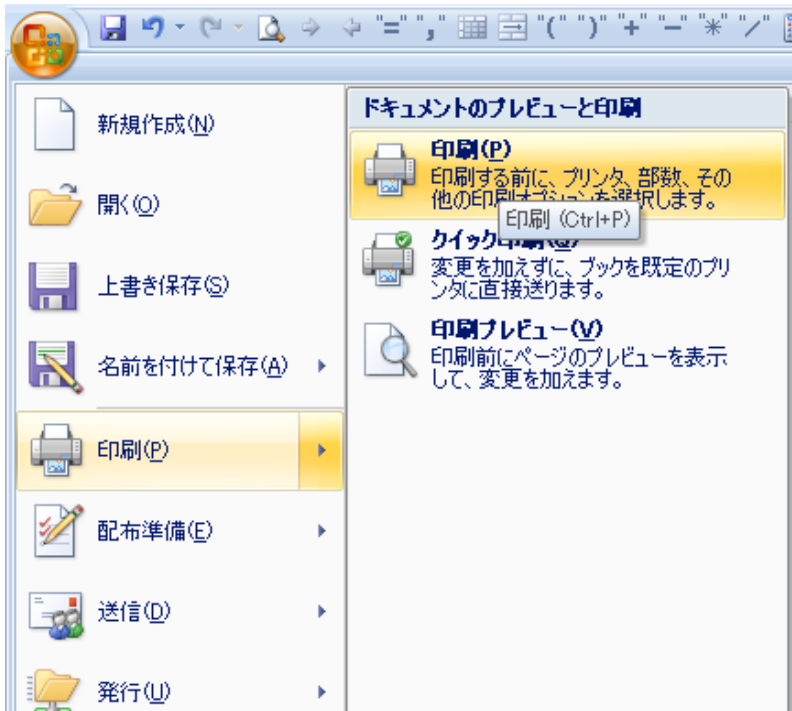 "=" "," "(" ")" "+" "−" "*" "/"
新規作成(N)
開く(O)
上書き保存(S)
名前を付けて保存(A)
印刷(P)
配布準備(E)
送信(D)
発行(U)
ドキュメントのプレビューと印刷
印刷(P)
印刷する前に、プリンタ、部数、その
他の印刷オプションを選択します。
印刷 (Ctrl+P)
クイック印刷(Q)
変更を加えずに、ブックを既定のプリ
ンタに直接送ります。
印刷プレビュー(V)
印刷前にページのプレビューを表示
して、変更を加えます。